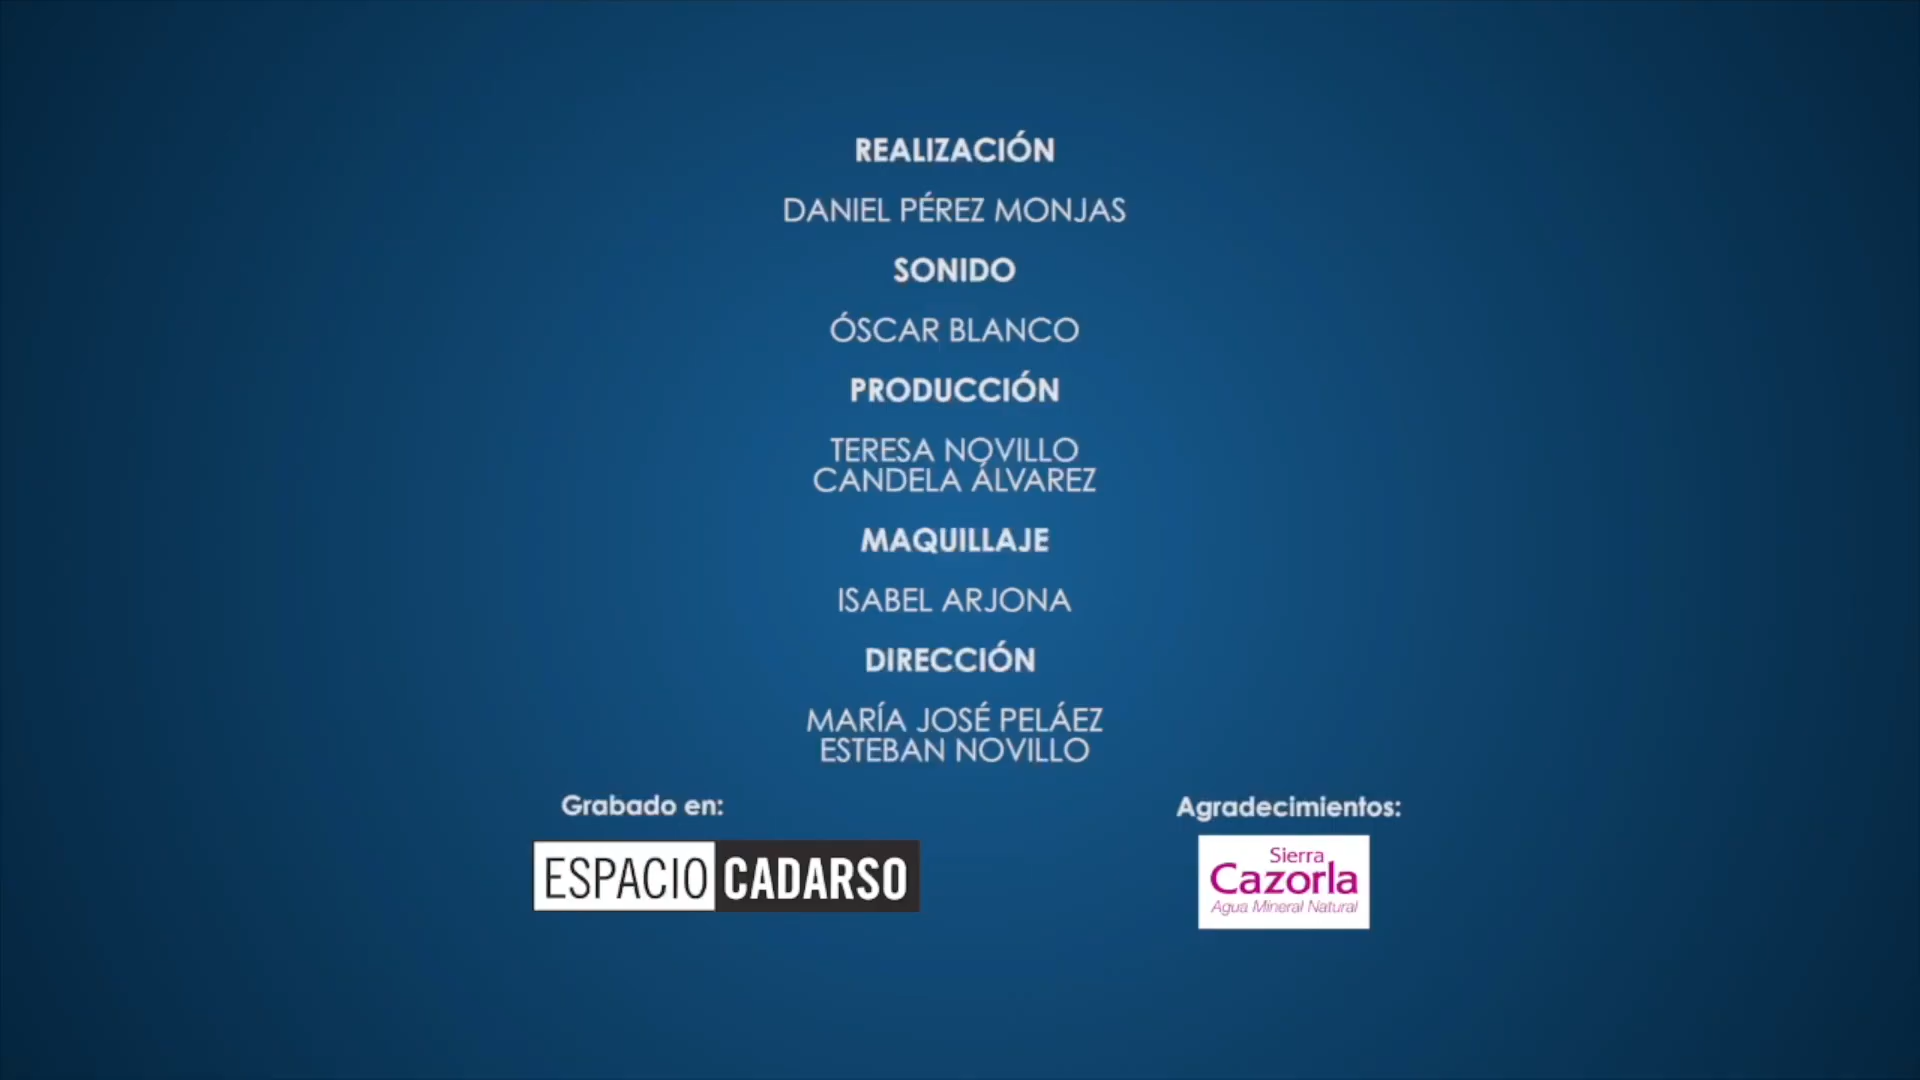 REALIZACIÓN
DANIEL PÉREZ MONJAS
SONIDO
ÓSCAR BLANCO
PRODUCCIÓN
TERESA NOVILLO
CANDELA ÁLVAREZ
MAQUILLAJE
ISABEL ARJONA
DIRECCIÓN
MARÍA JOSÉ PELÁEZ
ESTEBAN NOVILLO
Grabado en:
ESPACIO CADARSO
Agradecimientos:
Sierra
Cazorla
Agua Mineral Natural